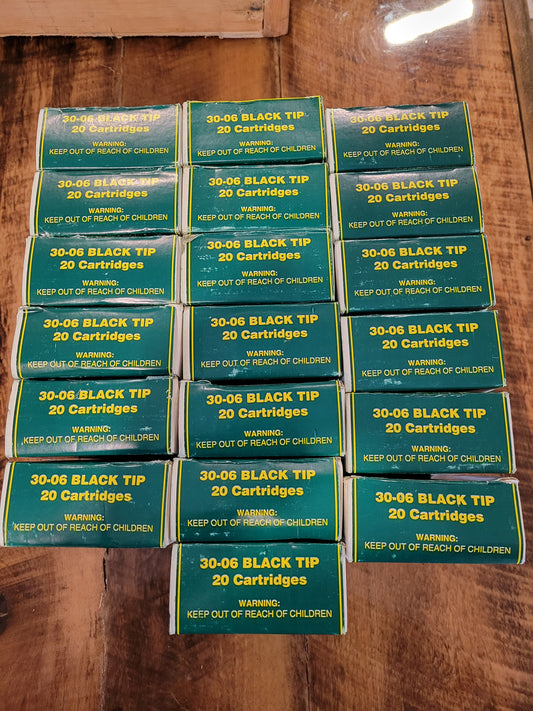 30-06 BLACK TIP
20 Cartridges
WARNING:
KEEP OUT OF REACH OF CHILDREN
30-06 BLACK TIP
20 Cartridges
WARNING:
KEEP OUT OF REACH OF CHILDREN
30-06 BLACK TIP
20 Cartridges
WARNING:
KEEP OUT OF REACH OF CHILDREN
30-06 BLACK TIP
20 Cartridges
WARNING:
KEEP OUT OF REACH OF CHILDREN
30-06 BLACK TIP
20 Cartridges
WARNING:
KEEP OUT OF REACH OF CHILDREN
30-06 BLACK TIP
20 Cartridges
WARNING:
KEEP OUT OF REACH OF CHILDREN
30-06 BLACK TIP
20 Cartridges
WARNING:
KEEP OUT OF REACH OF CHILDREN
30-06 BLACK TIP
20 Cartridges
WARNING:
KEEP OUT OF REACH OF CHILDREN
30-06 BLACK TIP
20 Cartridges
WARNING:
KEEP OUT OF REACH OF CHILDREN
30-06 BLACK TIP
20 Cartridges
WARNING:
KEEP OUT OF REACH OF CHILDREN
30-06 BLACK TIP
20 Cartridges
WARNING:
KEEP OUT OF REACH OF CHILDREN
30-06 BLACK TIP
20 Cartridges
WARNING:
KEEP OUT OF REACH OF CHILDREN
30-06 BLACK TIP
20 Cartridges
WARNING:
KEEP OUT OF REACH OF CHILDREN
30-06 BLACK TIP
20 Cartridges
WARNING:
KEEP OUT OF REACH OF CHILDREN
30-06 BLACK TIP
20 Cartridges
WARNING:
KEEP OUT OF REACH OF CHILDREN
30-06 BLACK TIP
20 Cartridges
WARNING:
KEEP OUT OF REACH OF CHILDREN
30-06 BLACK TIP
20 Cartridges
WARNING:
KEEP OUT OF REACH OF CHILDREN
30-06 BLACK TIP
20 Cartridges
WARNING:
KEEP OUT OF REACH OF CHILDREN
30-06 BLACK TIP
20 Cartridges
WARNING:
KEEP OUT OF REACH OF CHILDREN